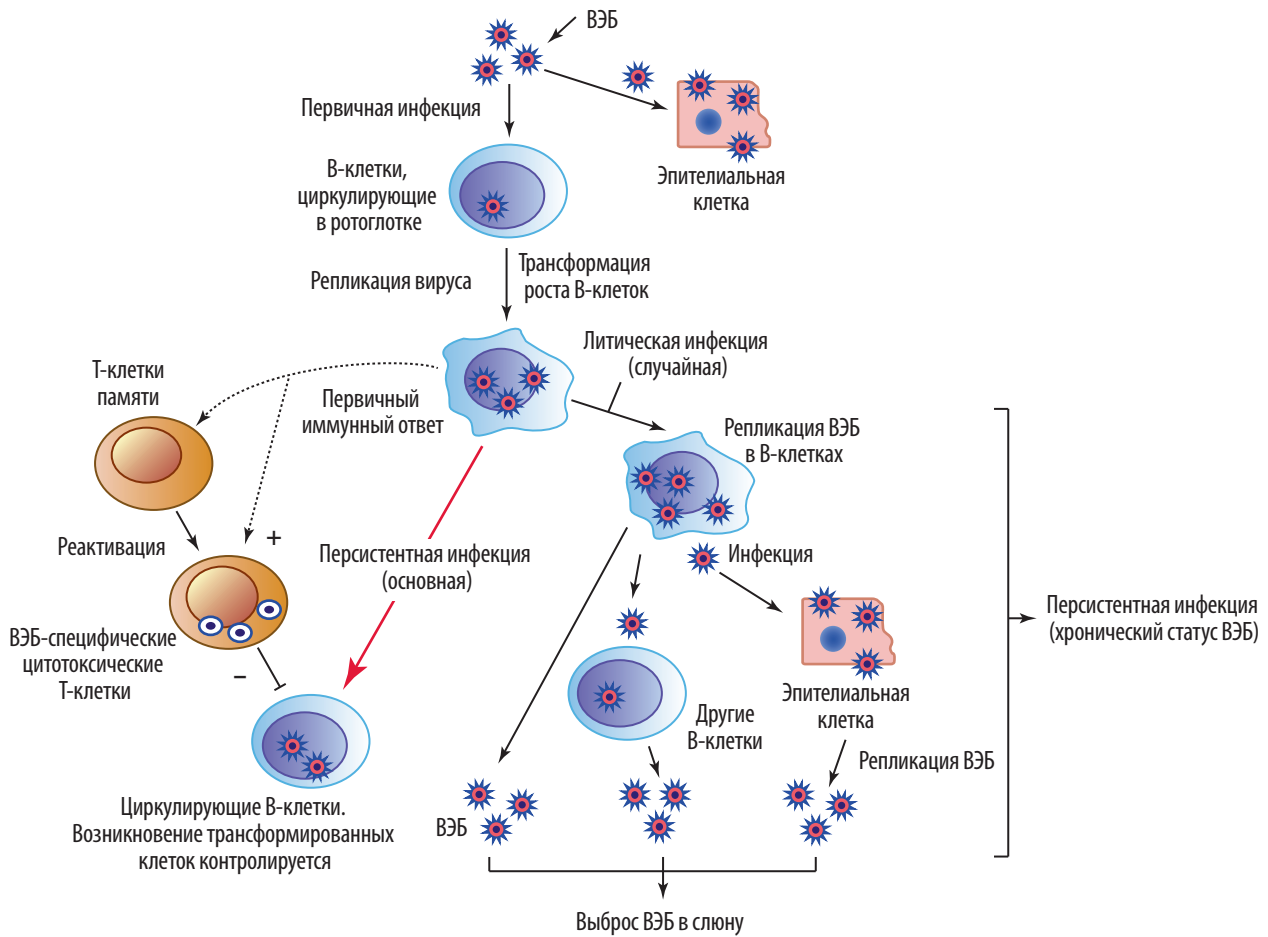 ВЭБ
Первичная инфекция
В-клетки,
циркулирующие
в ротоглотке
Эпителиальная
клетка
Репликация вируса
Трансформация
роста В-клеток
Литическая инфекция
(случайная)
Т-клетки
памяти
Первичный
иммунный ответ
Репликация ВЭБ
в В-клетках
Реактивация
+
Персистентная инфекция
(основная)
Инфекция
Персистентная инфекция
(хронический статус ВЭБ)
ВЭБ-специфические
цитотоксические
Т-клетки
–
Эпителиальная
клетка
Другие
В-клетки
Репликация ВЭБ
Циркулирующие В-клетки.
Возникновение трансформированных
клеток контролируется
ВЭБ
Выброс ВЭБ в слюну